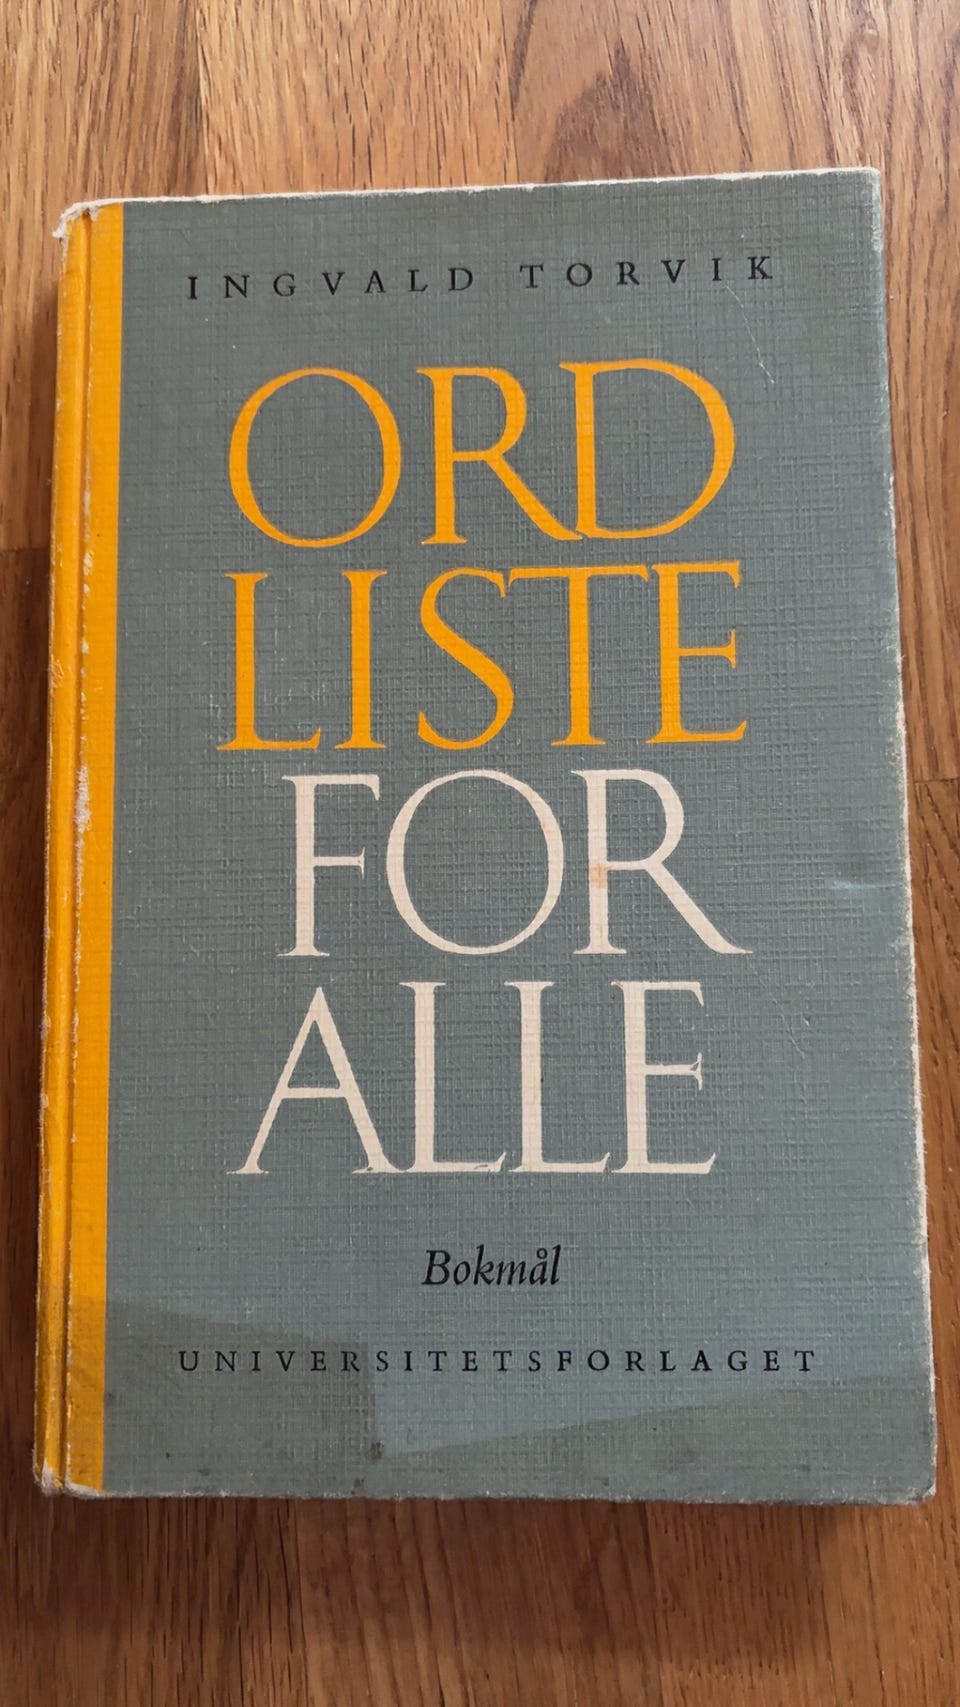 INGVALD TORVIK
ORD
LISTE
FOR
ALLE
Bokmål
UNIVERSITETSFORLAGET